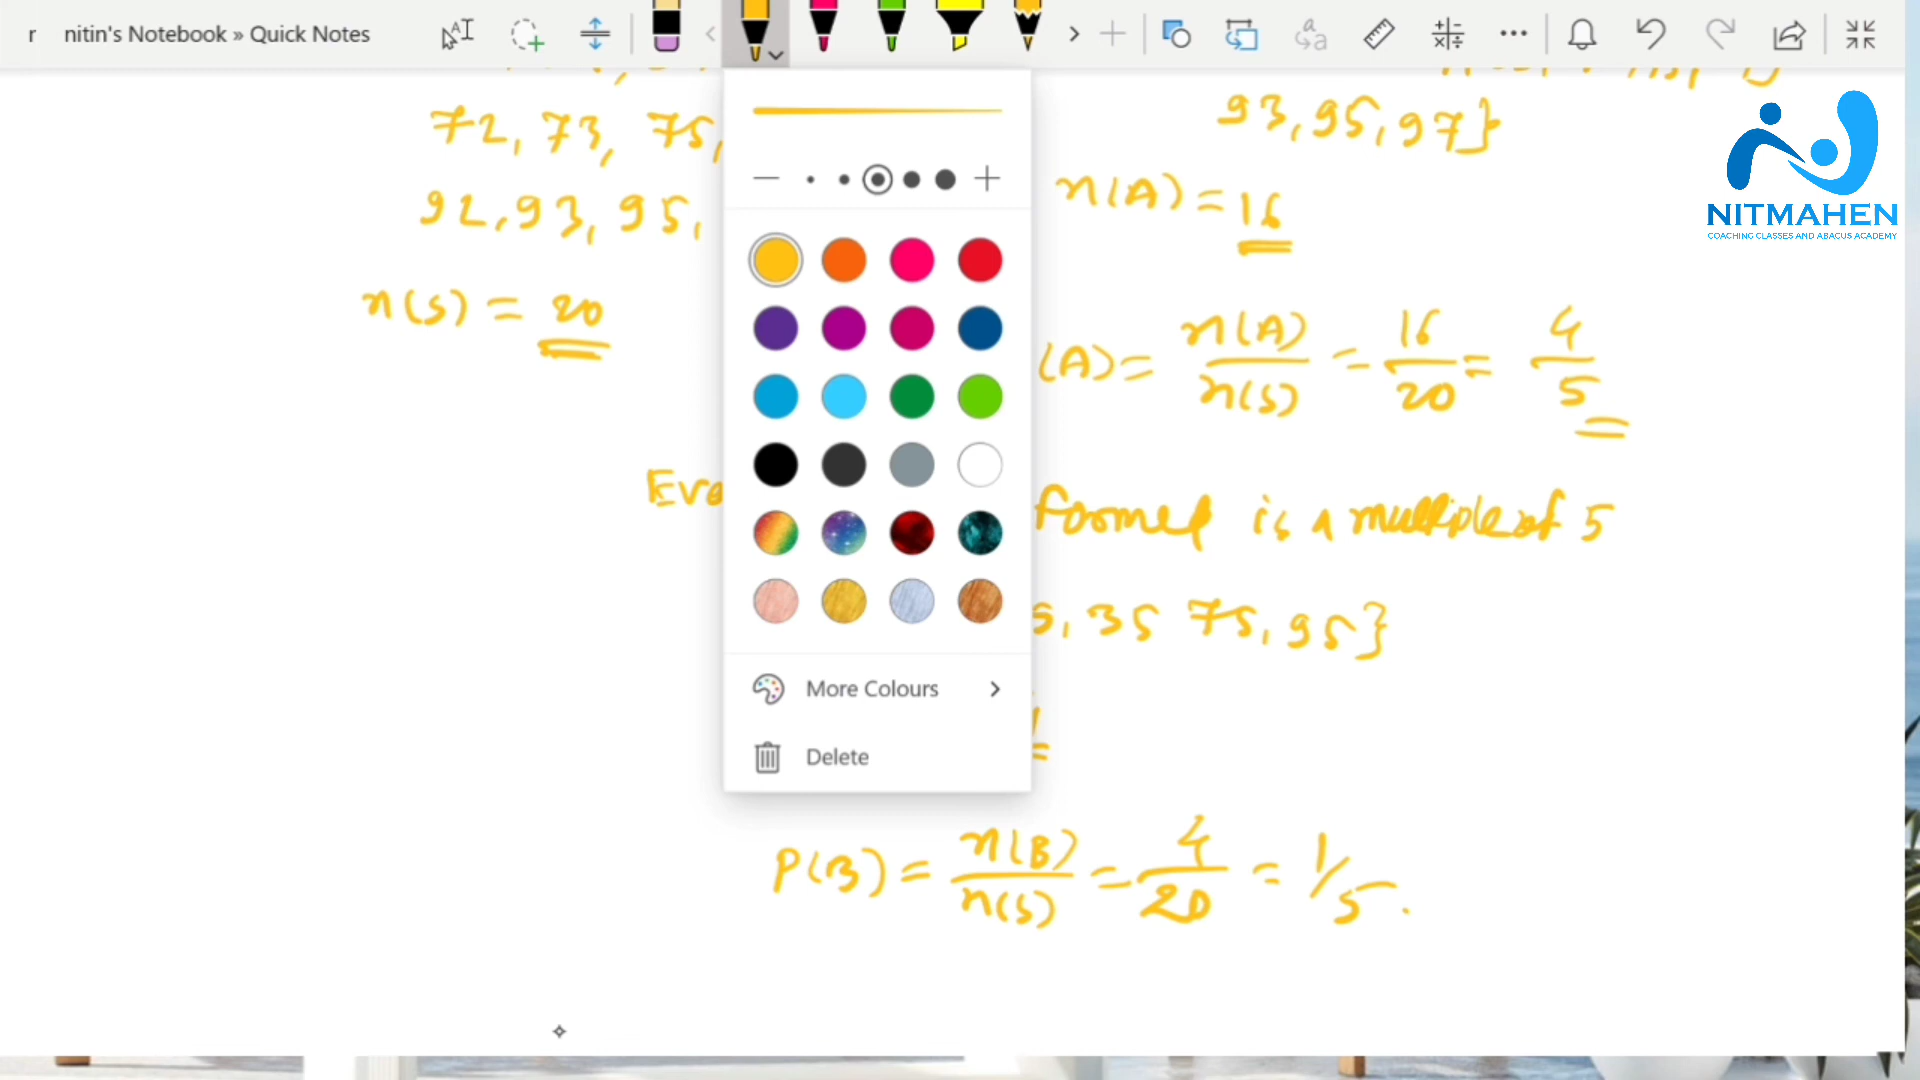 r nitin's Notebook » Quick Notes
72, 73, 75,
93, 95, 97}
92, 93, 95,
n(A) = 16
NITMAHEN
COACHING CLASSES AND ABACUS ACADEMY
n(S) = 20
(A) = n(A)/n(S) = 16/20 = 4/5
formed is a multiple of 5
5, 35 75, 95}
More Colours
Delete
P(B) = n(B)/n(S) = 4/20 = 1/5.